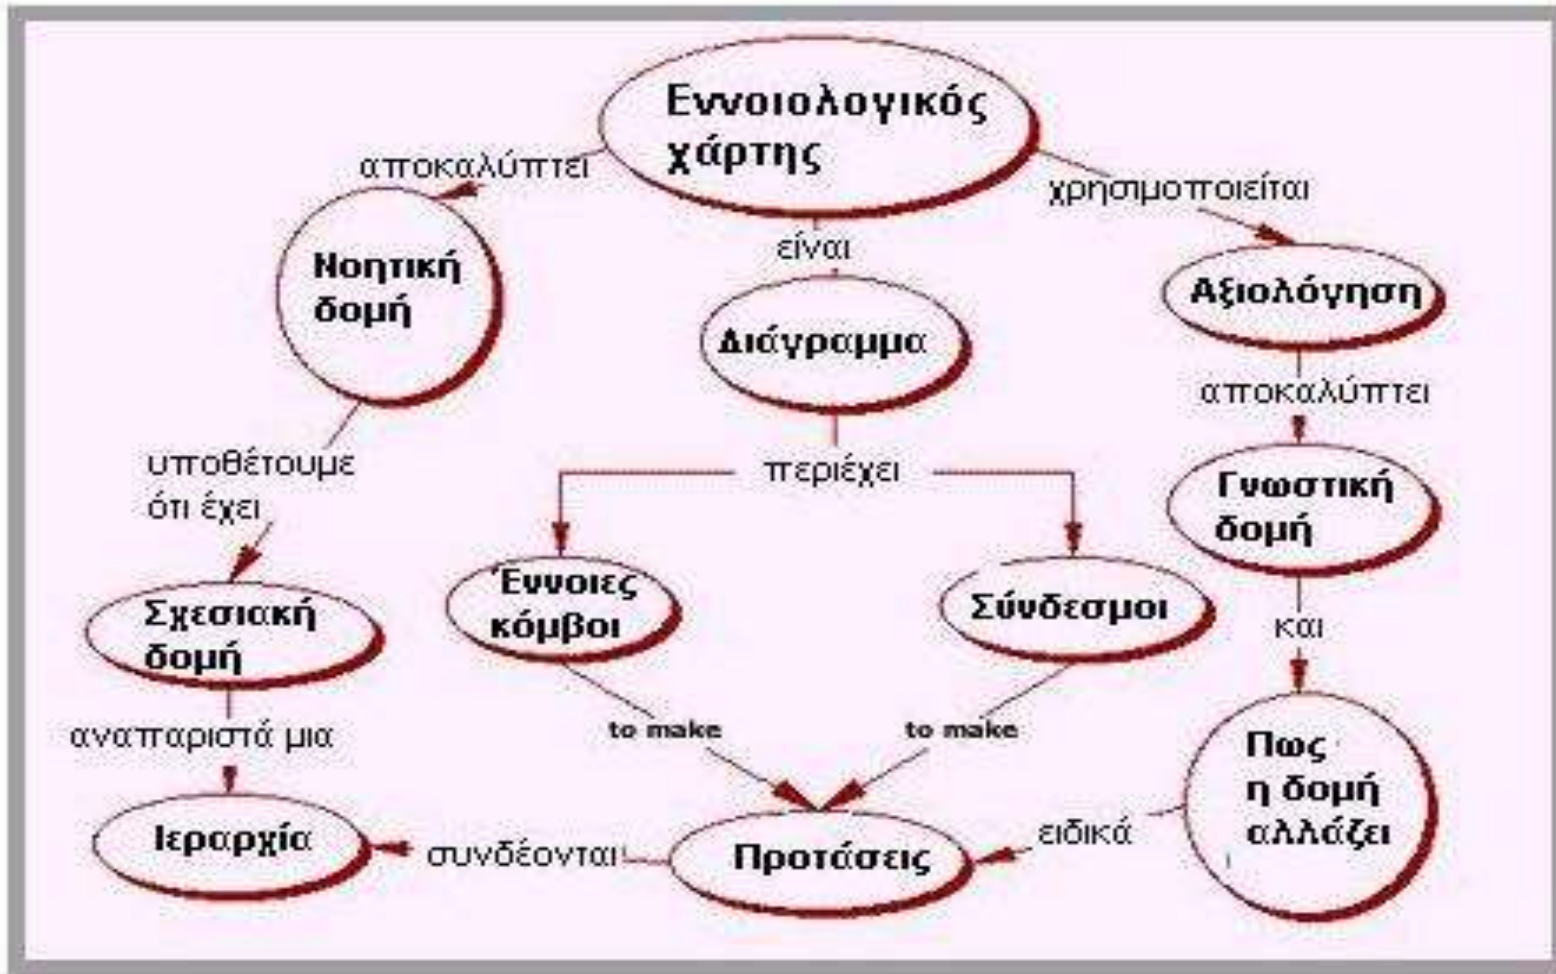 Εννοιολογικός
χάρτης
αποκαλύπτει
χρησιμοποιείται
είναι
Νοητική
δομή
Διάγραμμα
Αξιολόγηση
αποκαλύπτει
υποθέτουμε
ότι έχει
περιέχει
Γνωστική
δομή
Σχεσιακή
δομή
Έννοιες
κόμβοι
Σύνδεσμοι
και
αναπαριστά μια
to make
to make
Πως
η δομή
αλλάζει
Ιεραρχία
συνδέονται
Προτάσεις
ειδικά